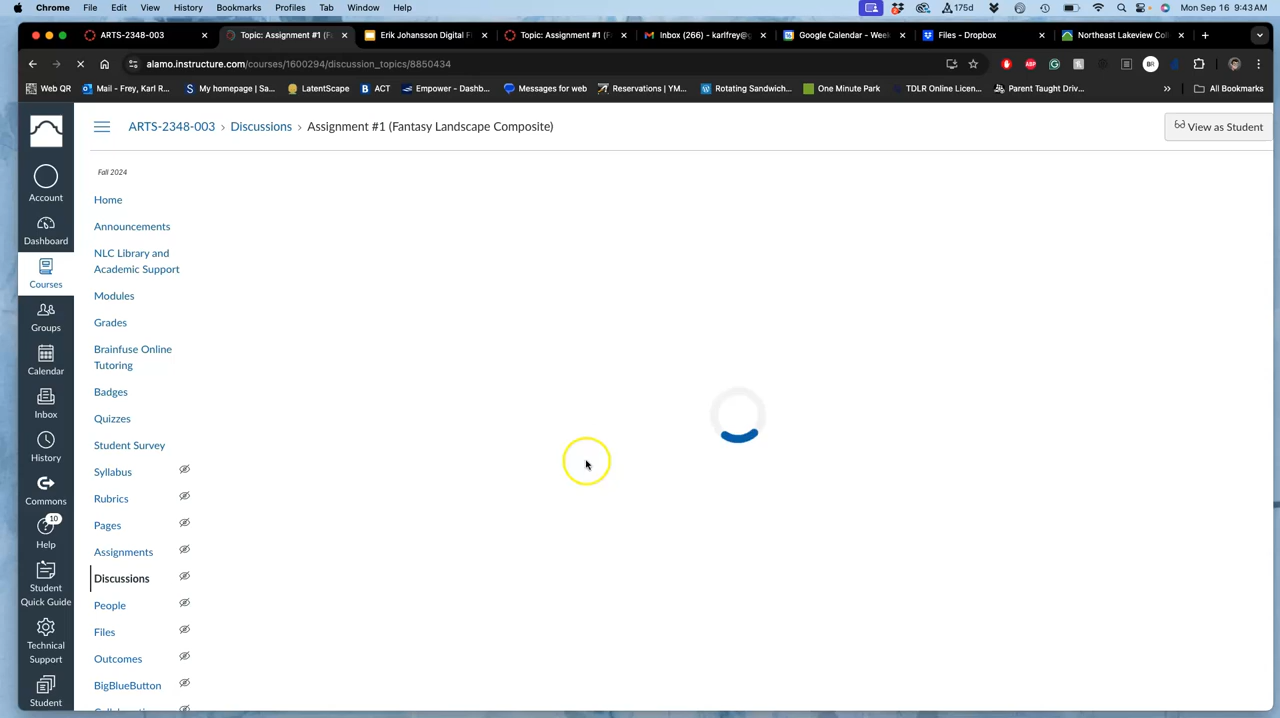 Chrome File Edit View History Bookmarks Profiles Tab Window Help 175d Mon Sep 16 9:43 AM
ARTS-2348-003 Topic: Assignment #1 (F Erik Johansson Digital F Topic: Assignment #1 (F Inbox (266) - karlfrey@g Google Calendar - Week Files - Dropbox Northeast Lakeview Col
alamo.instructure.com/courses/1600294/discussion_topics/8850434 ABP BR
Web QR Mail - Frey, Karl R... S My homepage | Sa... LatentScape B ACT Empower - Dashb... Messages for web Reservations | YM... Rotating Sandwich... One Minute Park TDLR Online Licen... Parent Taught Driv... » All Bookmarks
ARTS-2348-003 › Discussions › Assignment #1 (Fantasy Landscape Composite)
View as Student
Account
Dashboard
Courses
Groups
Calendar
Inbox
History
Commons
10
Help
Student
Quick Guide
Technical
Support
Student
Fall 2024
Home
Announcements
NLC Library and
Academic Support
Modules
Grades
Brainfuse Online
Tutoring
Badges
Quizzes
Student Survey
Syllabus
Rubrics
Pages
Assignments
Discussions
People
Files
Outcomes
BigBlueButton